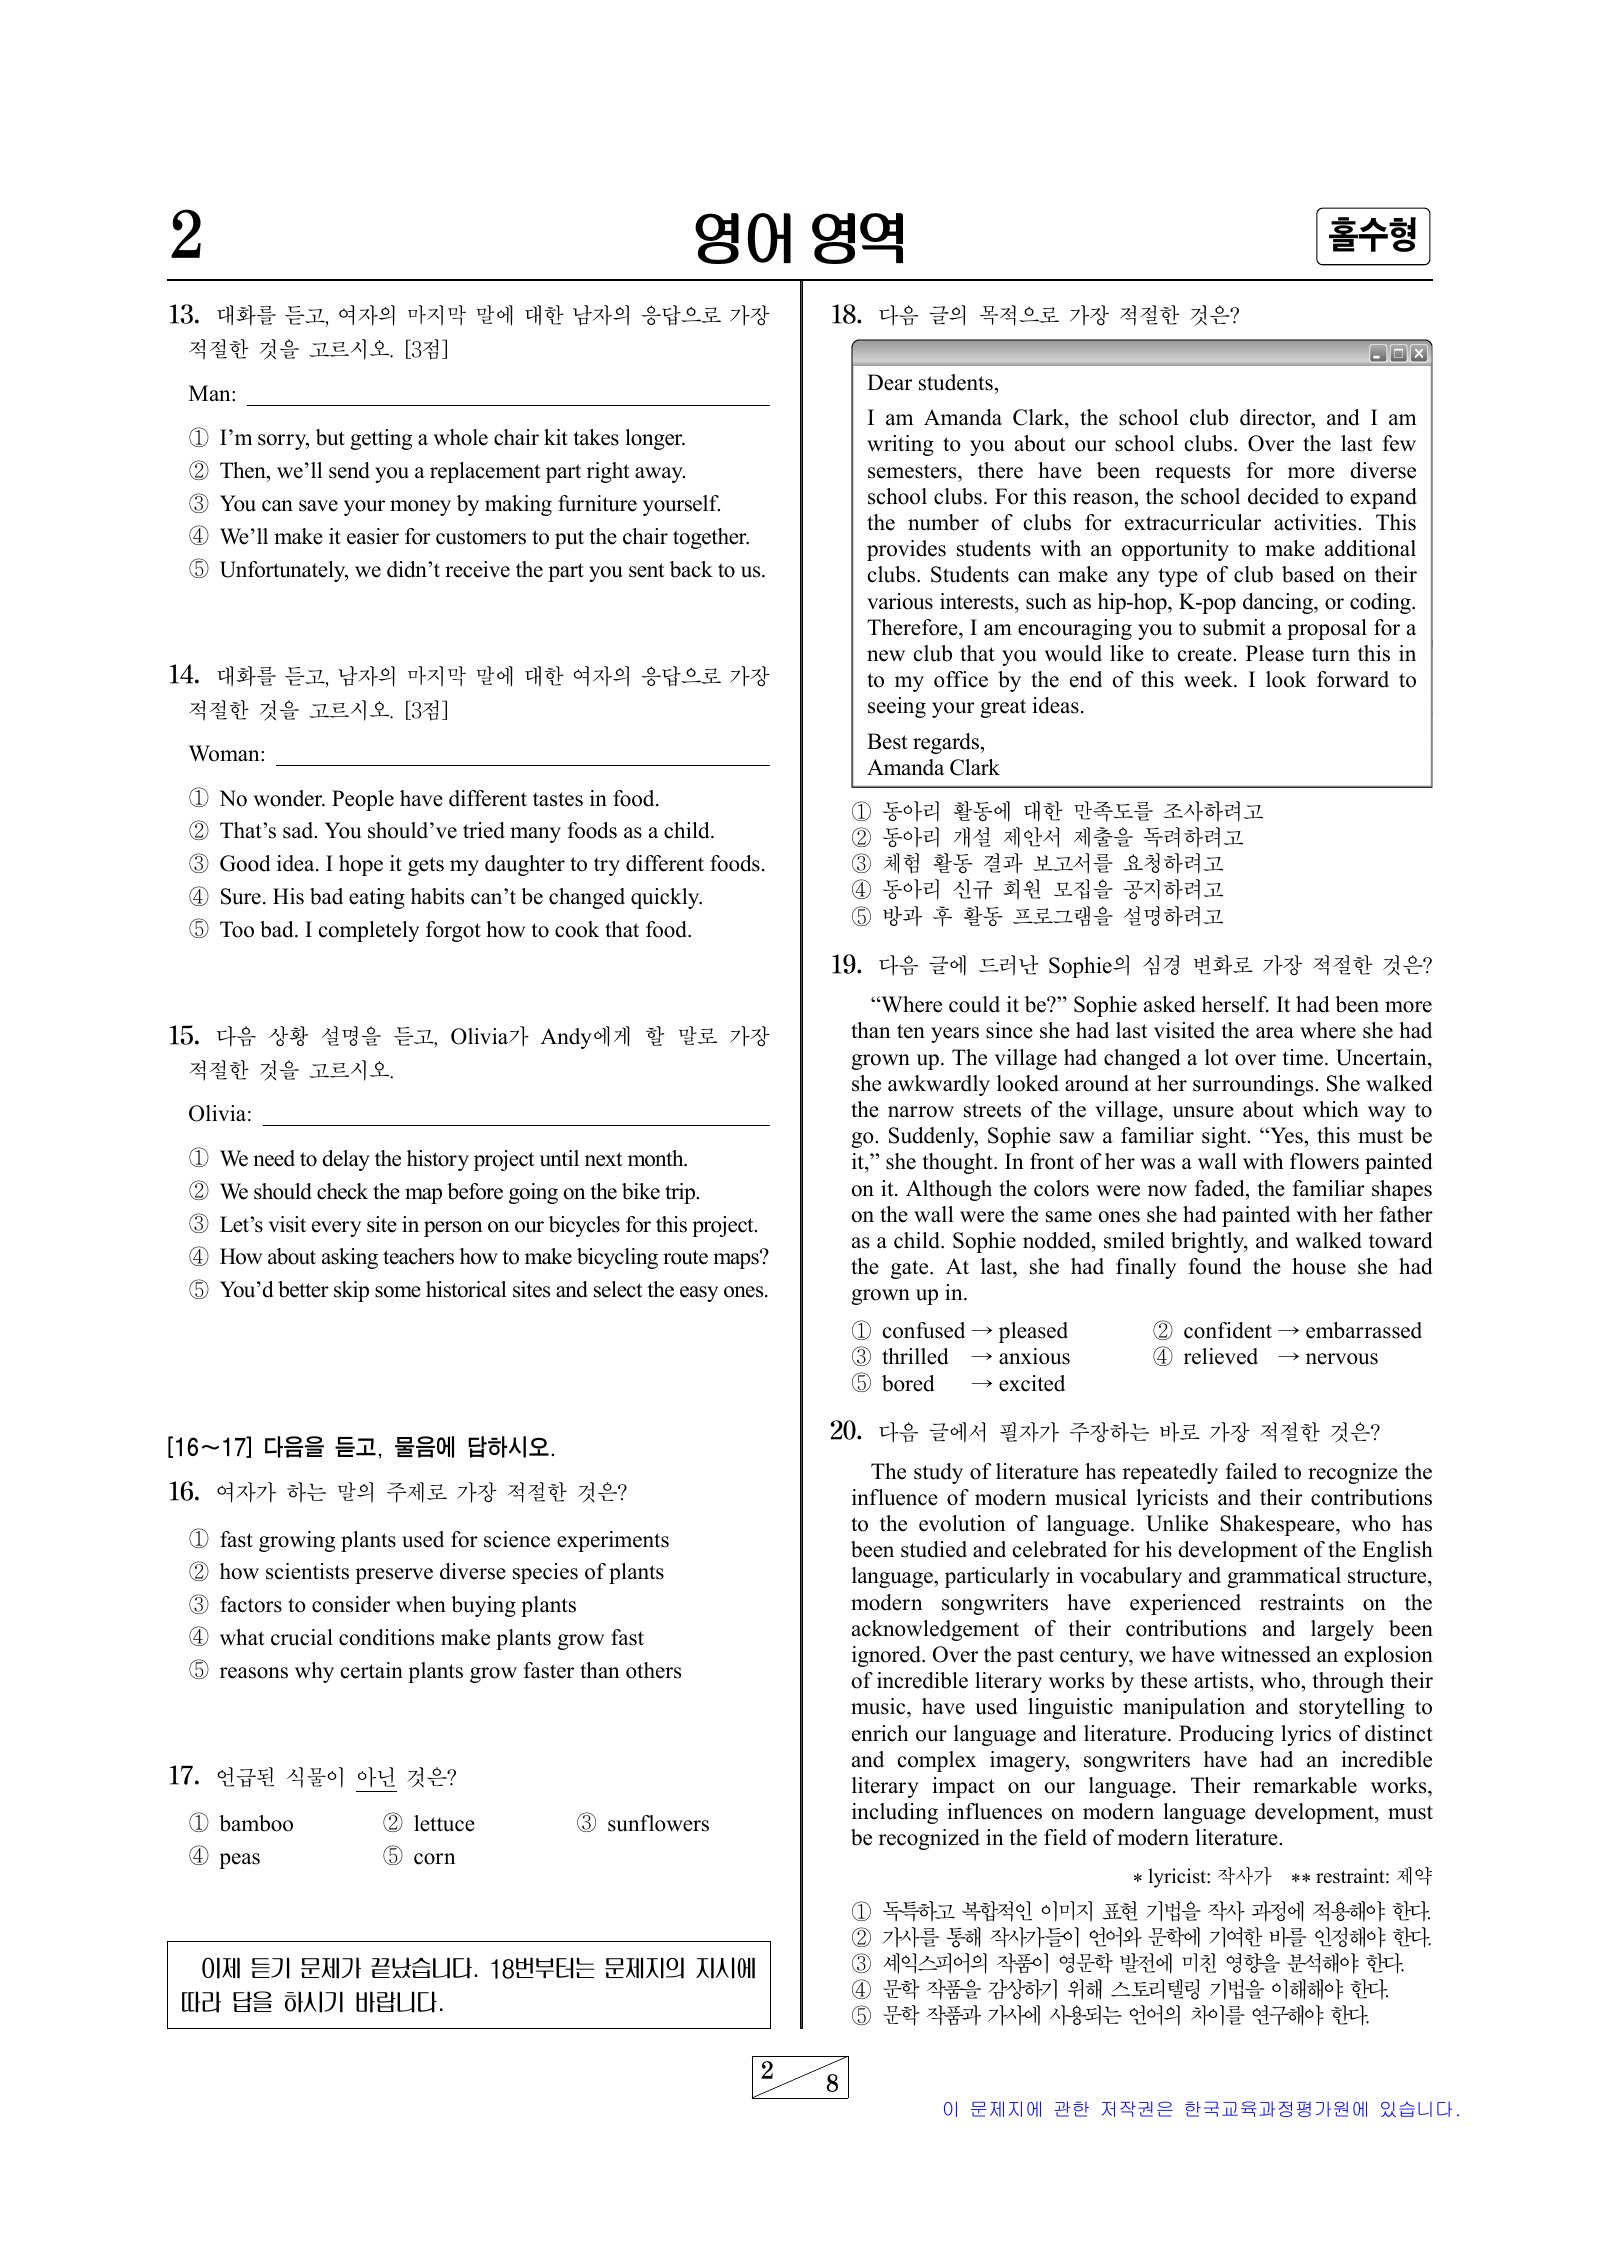 2
영어 영역
홀수형
13. 대화를 듣고, 여자의 마지막 말에 대한 남자의 응답으로 가장
적절한 것을 고르시오. [3점]
Man:
① I’m sorry, but getting a whole chair kit takes longer.
② Then, we’ll send you a replacement part right away.
③ You can save your money by making furniture yourself.
④ We’ll make it easier for customers to put the chair together.
⑤ Unfortunately, we didn’t receive the part you sent back to us.
14. 대화를 듣고, 남자의 마지막 말에 대한 여자의 응답으로 가장
적절한 것을 고르시오. [3점]
Woman:
① No wonder. People have different tastes in food.
② That’s sad. You should’ve tried many foods as a child.
③ Good idea. I hope it gets my daughter to try different foods.
④ Sure. His bad eating habits can’t be changed quickly.
⑤ Too bad. I completely forgot how to cook that food.
15. 다음 상황 설명을 듣고, Olivia가 Andy에게 할 말로 가장
적절한 것을 고르시오.
Olivia:
① We need to delay the history project until next month.
② We should check the map before going on the bike trip.
③ Let’s visit every site in person on our bicycles for this project.
④ How about asking teachers how to make bicycling route maps?
⑤ You’d better skip some historical sites and select the easy ones.
[16～17] 다음을 듣고, 물음에 답하시오.
16. 여자가 하는 말의 주제로 가장 적절한 것은?
① fast growing plants used for science experiments
② how scientists preserve diverse species of plants
③ factors to consider when buying plants
④ what crucial conditions make plants grow fast
⑤ reasons why certain plants grow faster than others
17. 언급된 식물이 아닌 것은?
① bamboo ② lettuce ③ sunflowers
④ peas ⑤ corn
이제 듣기 문제가 끝났습니다. 18번부터는 문제지의 지시에
따라 답을 하시기 바랍니다.
18. 다음 글의 목적으로 가장 적절한 것은?
Dear students,
I am Amanda Clark, the school club director, and I am
writing to you about our school clubs. Over the last few
semesters, there have been requests for more diverse
school clubs. For this reason, the school decided to expand
the number of clubs for extracurricular activities. This
provides students with an opportunity to make additional
clubs. Students can make any type of club based on their
various interests, such as hip-hop, K-pop dancing, or coding.
Therefore, I am encouraging you to submit a proposal for a
new club that you would like to create. Please turn this in
to my office by the end of this week. I look forward to
seeing your great ideas.
Best regards,
Amanda Clark
① 동아리 활동에 대한 만족도를 조사하려고
② 동아리 개설 제안서 제출을 독려하려고
③ 체험 활동 결과 보고서를 요청하려고
④ 동아리 신규 회원 모집을 공지하려고
⑤ 방과 후 활동 프로그램을 설명하려고
19. 다음 글에 드러난 Sophie의 심경 변화로 가장 적절한 것은?
“Where could it be?” Sophie asked herself. It had been more
than ten years since she had last visited the area where she had
grown up. The village had changed a lot over time. Uncertain,
she awkwardly looked around at her surroundings. She walked
the narrow streets of the village, unsure about which way to
go. Suddenly, Sophie saw a familiar sight. “Yes, this must be
it,” she thought. In front of her was a wall with flowers painted
on it. Although the colors were now faded, the familiar shapes
on the wall were the same ones she had painted with her father
as a child. Sophie nodded, smiled brightly, and walked toward
the gate. At last, she had finally found the house she had
grown up in.
① confused → pleased ② confident → embarrassed
③ thrilled → anxious ④ relieved → nervous
⑤ bored → excited
20. 다음 글에서 필자가 주장하는 바로 가장 적절한 것은?
The study of literature has repeatedly failed to recognize the
influence of modern musical lyricists and their contributions
to the evolution of language. Unlike Shakespeare, who has
been studied and celebrated for his development of the English
language, particularly in vocabulary and grammatical structure,
modern songwriters have experienced restraints on the
acknowledgement of their contributions and largely been
ignored. Over the past century, we have witnessed an explosion
of incredible literary works by these artists, who, through their
music, have used linguistic manipulation and storytelling to
enrich our language and literature. Producing lyrics of distinct
and complex imagery, songwriters have had an incredible
literary impact on our language. Their remarkable works,
including influences on modern language development, must
be recognized in the field of modern literature.
* lyricist: 작사가 ** restraint: 제약
① 독특하고 복합적인 이미지 표현 기법을 작사 과정에 적용해야 한다.
② 가사를 통해 작사가들이 언어와 문학에 기여한 바를 인정해야 한다.
③ 셰익스피어의 작품이 영문학 발전에 미친 영향을 분석해야 한다.
④ 문학 작품을 감상하기 위해 스토리텔링 기법을 이해해야 한다.
⑤ 문학 작품과 가사에 사용되는 언어의 차이를 연구해야 한다.
2
8
이 문제지에 관한 저작권은 한국교육과정평가원에 있습니다.